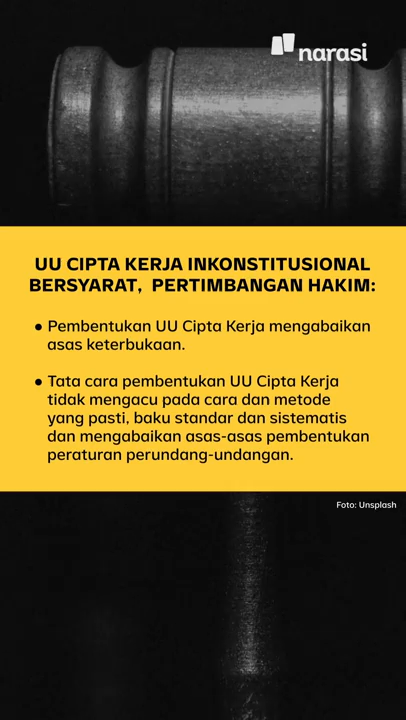 narasi
UU CIPTA KERJA INKONSTITUSIONAL
BERSYARAT, PERTIMBANGAN HAKIM:
● Pembentukan UU Cipta Kerja mengabaikan
asas keterbukaan.
● Tata cara pembentukan UU Cipta Kerja
tidak mengacu pada cara dan metode
yang pasti, baku standar dan sistematis
dan mengabaikan asas-asas pembentukan
peraturan perundang-undangan.
Foto: Unsplash